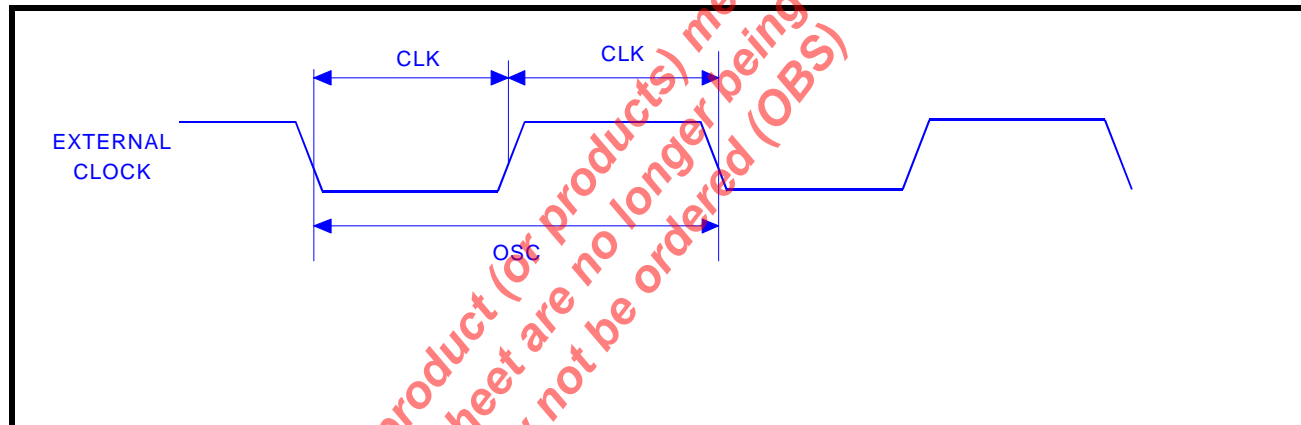 CLK
CLK
EXTERNAL
CLOCK
OSC
product (or products) me
heet are no longer being
not be ordered (OBS)